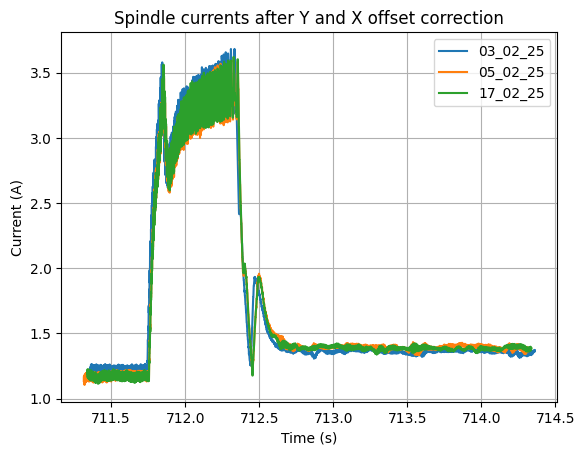 Spindle currents after Y and X offset correction
03_02_25
05_02_25
17_02_25
Current (A)
3.5
3.0
2.5
2.0
1.5
1.0
711.5 712.0 712.5 713.0 713.5 714.0 714.5
Time (s)